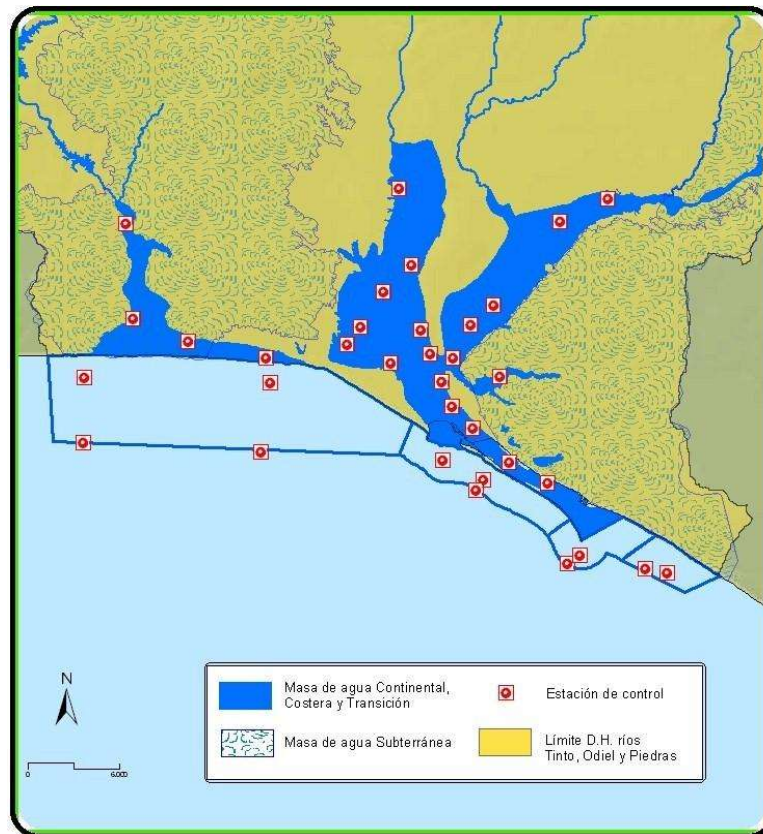 Masa de agua Continental,
Costera y Transición
Estación de control
Masa de agua Subterránea
Límite D.H. ríos
Tinto, Odiel y Piedras
N
0 6.000